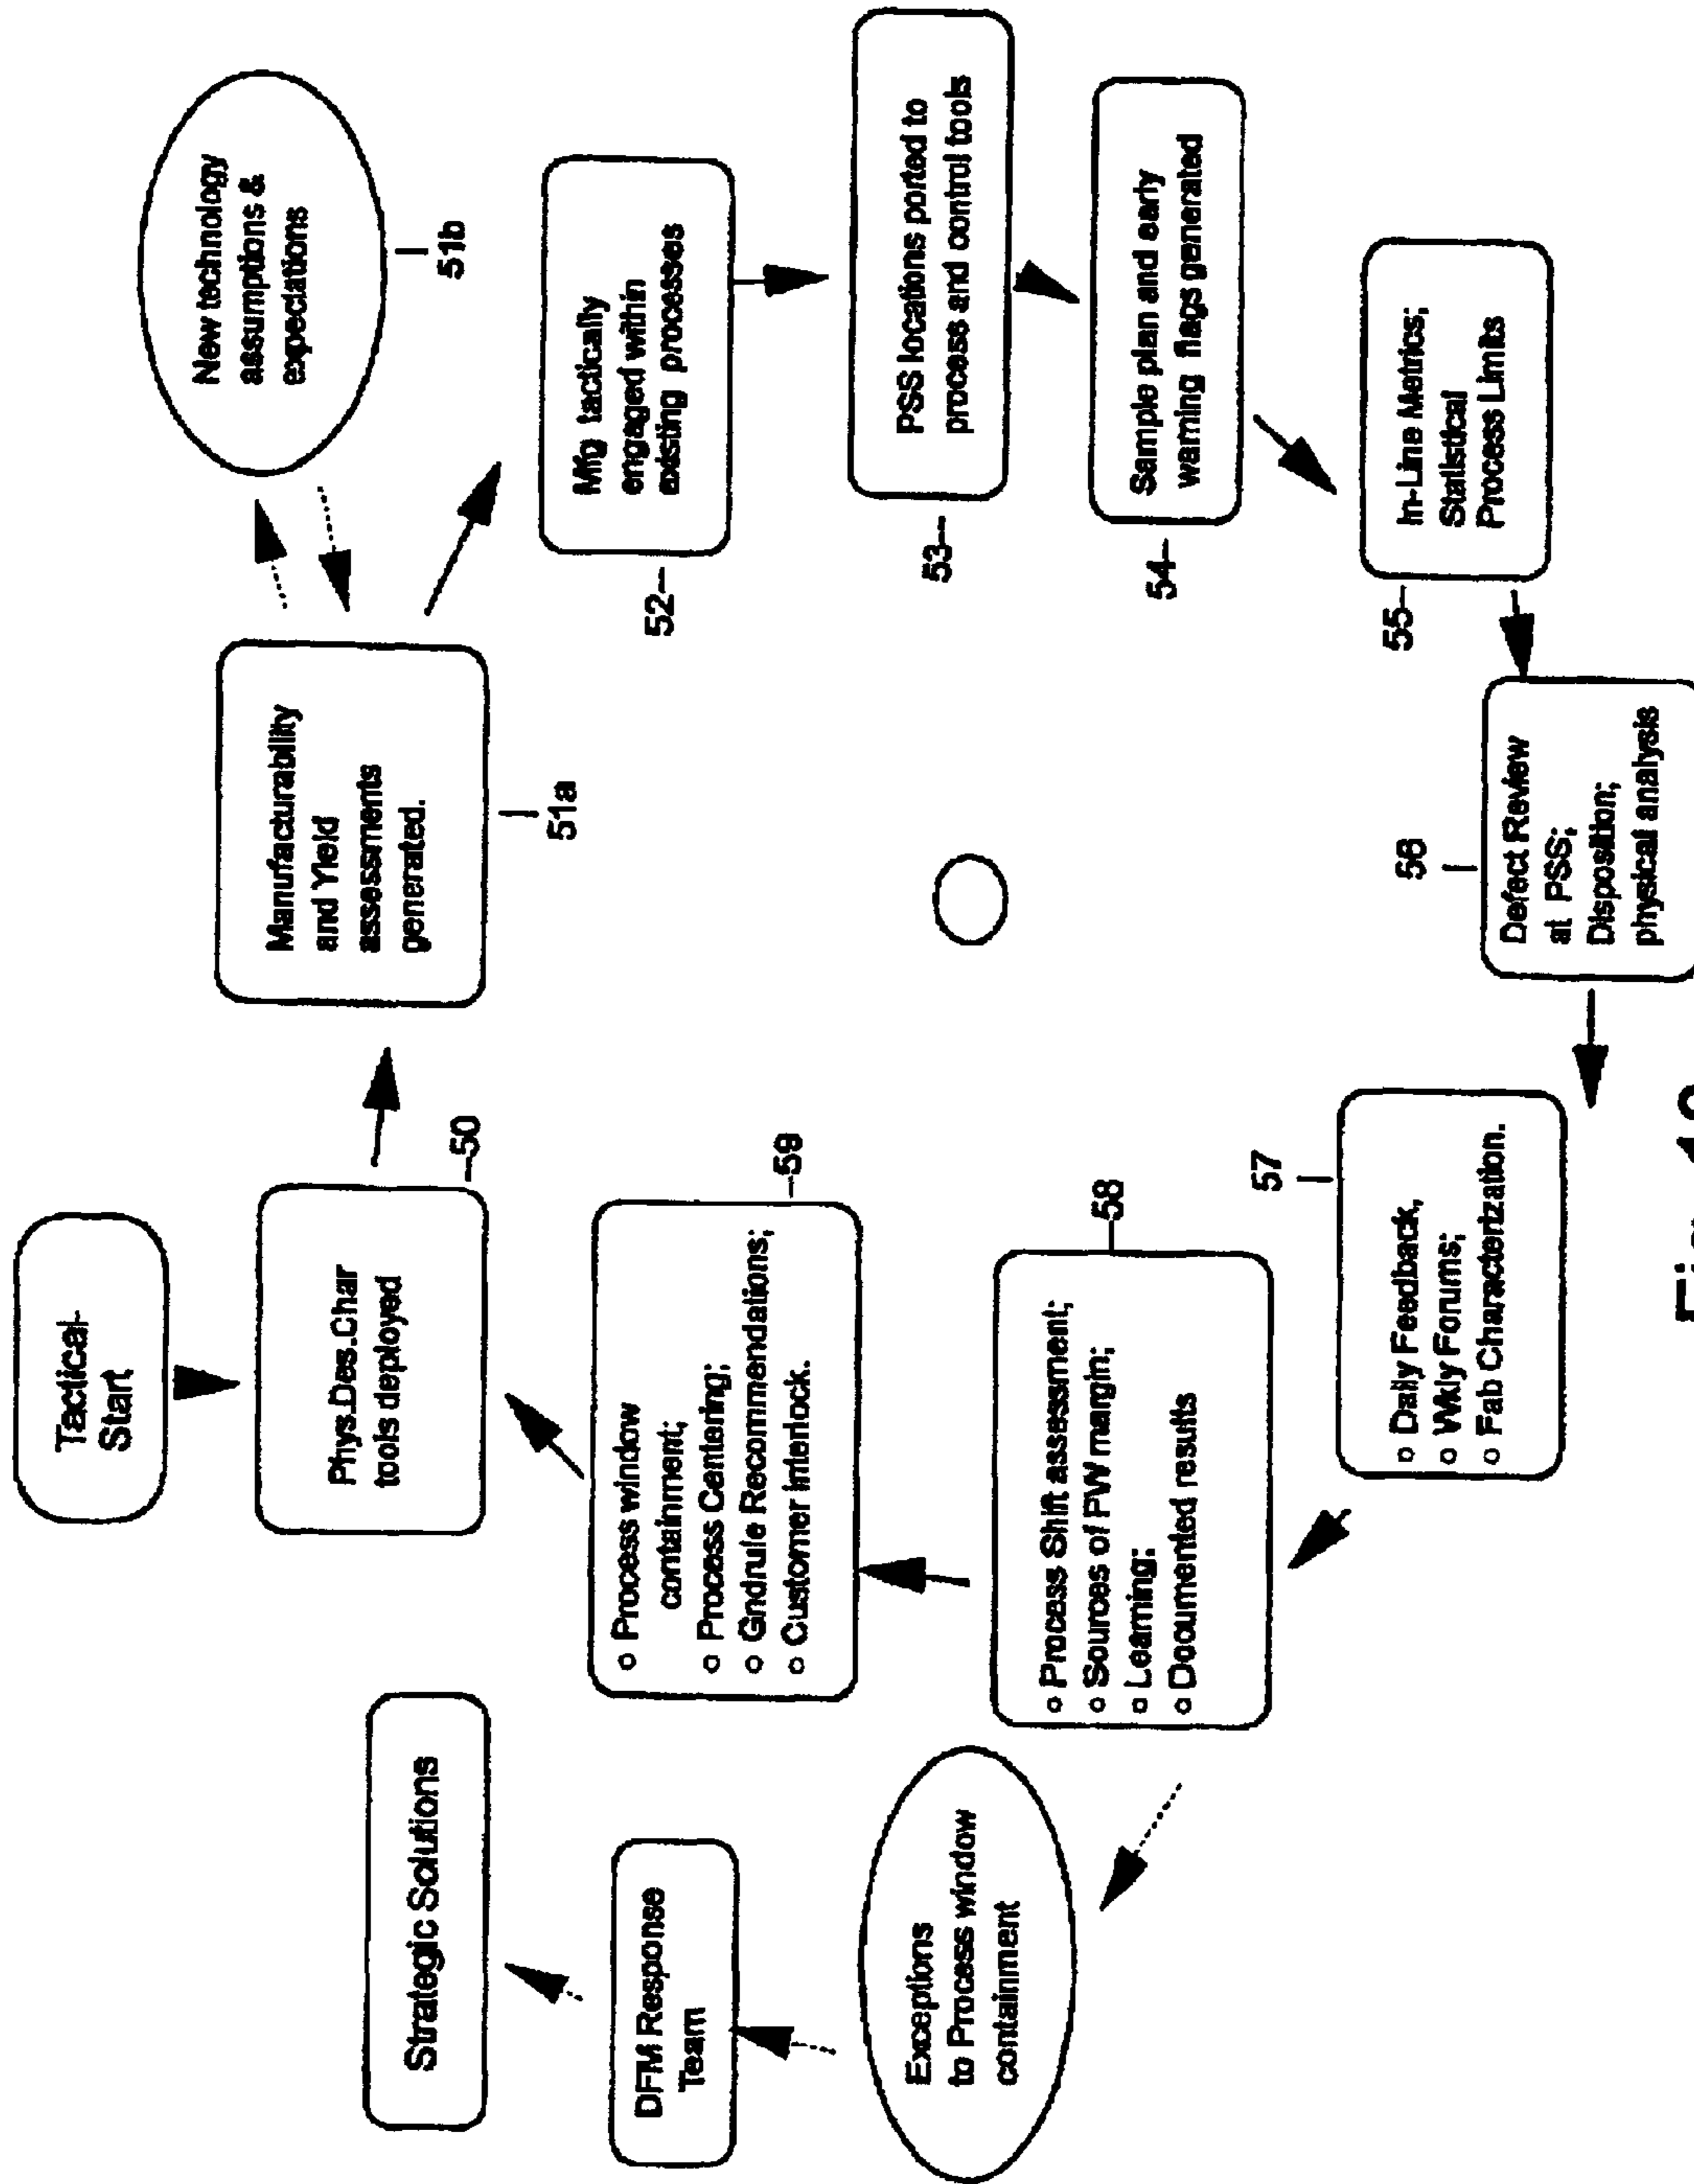 Tactical-
Start
Phys.Des.Char
tools deployed
50
Manufacturability
and Yield
assessments
generated.
51a
New technology
assumptions &
expectations
51b
Mfg tactically
engaged within
existing processes
52
PSS locations ported to
process and control tools
53
Sample plan and early
warning flags generated
54
In-Line Metrics;
Statistical
Process Limits
55
Defect Review
at PSS;
Disposition;
physical analysis
56
○ Daily Feedback,
○ Wkly Forums;
○ Fab Characterization.
57
○ Process Shift assessment;
○ Sources of PW margin;
○ Learning;
○ Documented results
58
○ Process window
containment;
○ Process Centering;
○ Gndrule Recommendations;
○ Customer interlock.
59
Exceptions
to Process window
containment
DFM Response
Team
Strategic Solutions